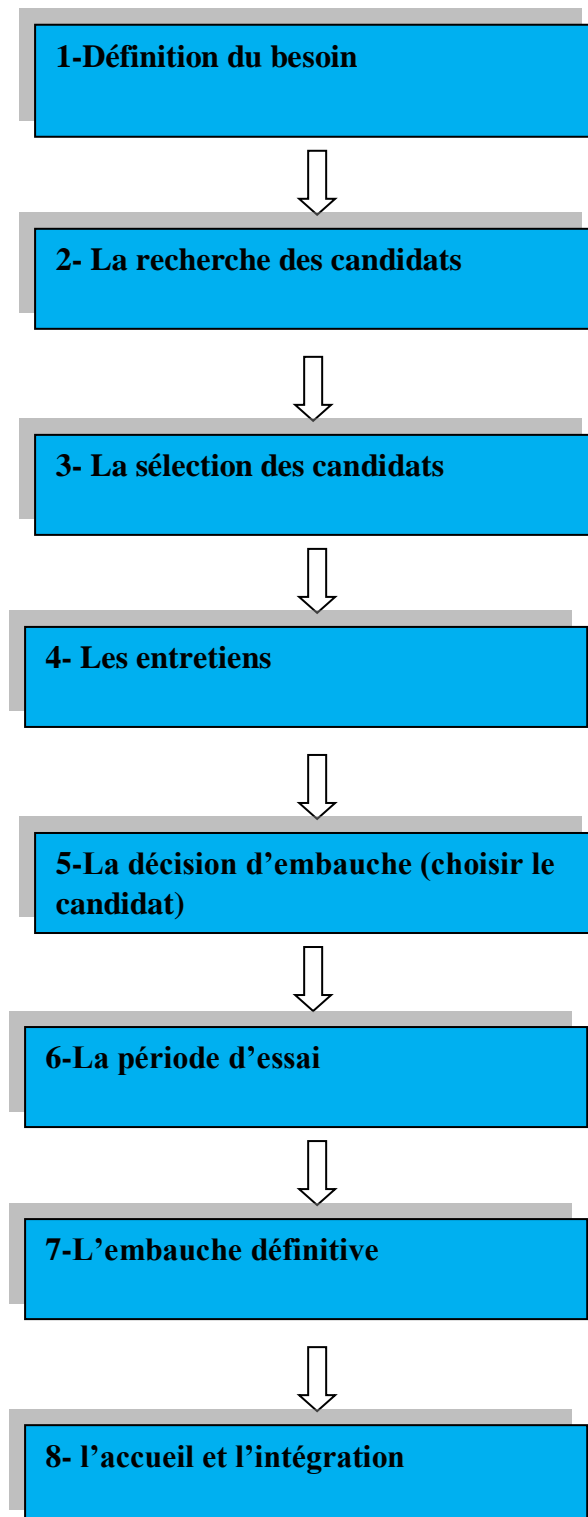 1-Définition du besoin
2- La recherche des candidats
3- La sélection des candidats
4- Les entretiens
5-La décision d’embauche (choisir le
candidat)
6-La période d’essai
7-L’embauche définitive
8- l’accueil et l’intégration